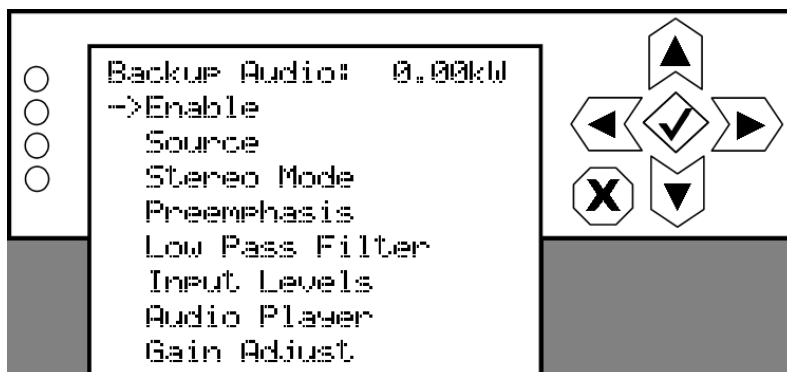 Backup Audio: 0.00kW
->Enable
Source
Stereo Mode
Preemphasis
Low Pass Filter
Input Levels
Audio Player
Gain Adjust
X